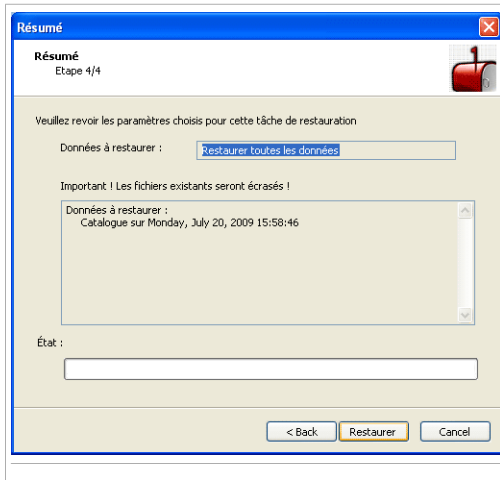 Résumé
Résumé
Etape 4/4
Veuillez revoir les paramètres choisis pour cette tâche de restauration
Données à restaurer :
Restaurer toutes les données
Important ! Les fichiers existants seront écrasés !
Données à restaurer :
Catalogue sur Monday, July 20, 2009 15:58:46
État :
< Back
Restaurer
Cancel